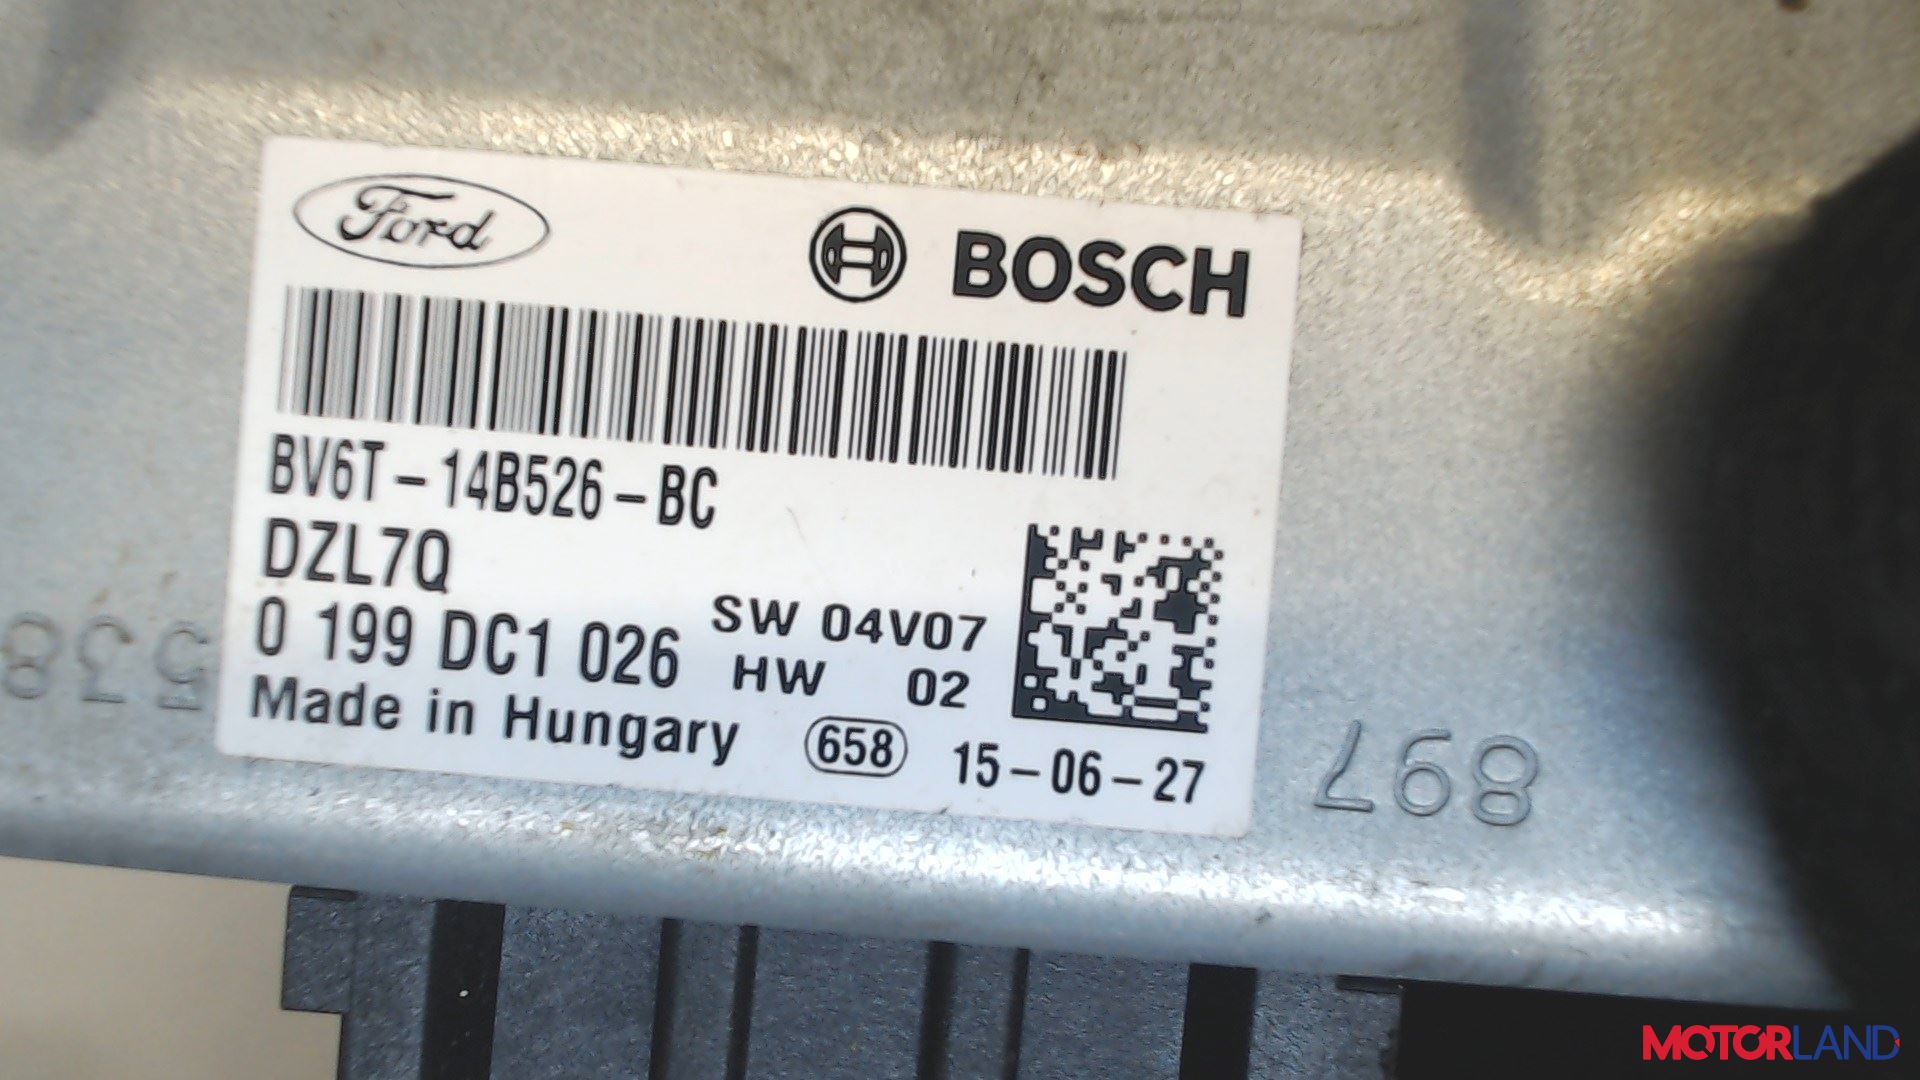 Ford
BOSCH
BV6T-14B526-BC
DZL7Q
0 199 DC1 026
SW 04V07
HW 02
Made in Hungary
658
15-06-27
897
MOTORLAND